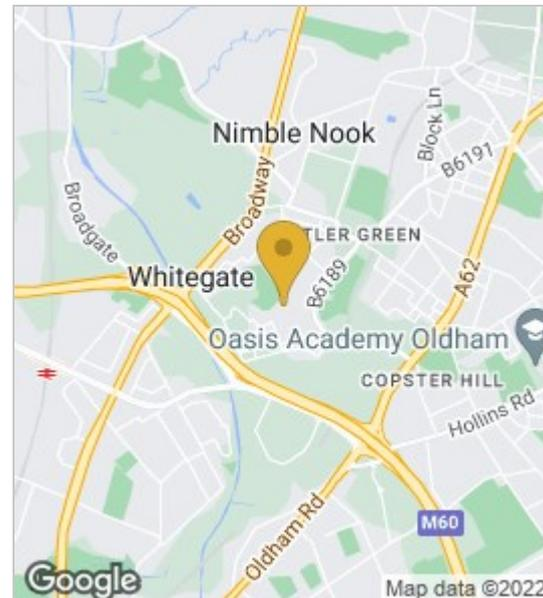 Nimble Nook
Block Ln
B6191
Broadway
Broadgate
TLER GREEN
Whitegate
B6189
A62
Oasis Academy Oldham
COPSTER HILL
Hollins Rd
M60
Oldham Rd
Google
Map data ©2022